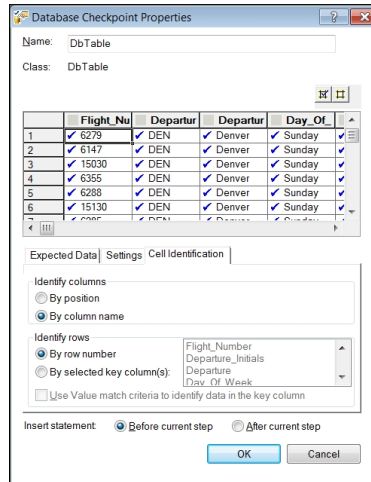 Database Checkpoint Properties
Name: DbTable
Class: DbTable
Flight_Nu Departur Departur Day_Of_
1 6279 DEN Denver Sunday
2 6147 DEN Denver Sunday
3 15030 DEN Denver Sunday
4 6355 DEN Denver Sunday
5 6288 DEN Denver Sunday
6 15130 DEN Denver Sunday
Expected Data Settings Cell Identification
Identify columns
By position
By column name
Identify rows
By row number
By selected key column(s):
Flight_Number
Departure_Initials
Departure
Day_Of_Week
Use Value match criteria to identify data in the key column
Insert statement: Before current step After current step
OK Cancel